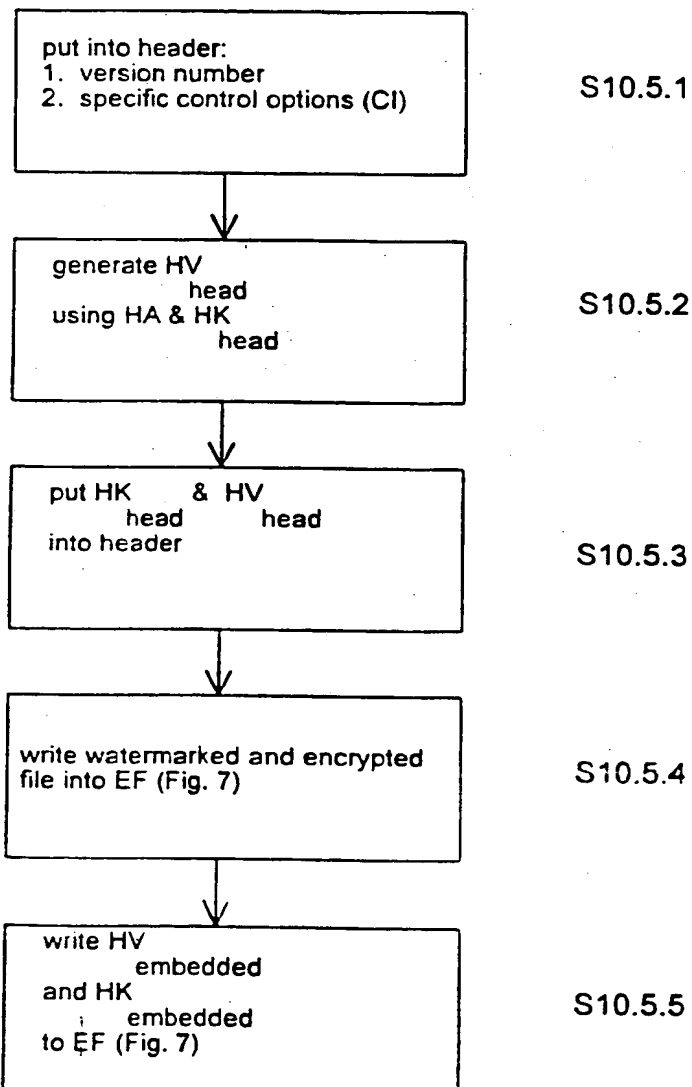 put into header:
1. version number
2. specific control options (CI)
S10.5.1
generate HV
head
using HA & HK
head
S10.5.2
put HK & HV
head head
into header
S10.5.3
write watermarked and encrypted
file into EF (Fig. 7)
S10.5.4
write HV
embedded
and HK
embedded
to EF (Fig. 7)
S10.5.5